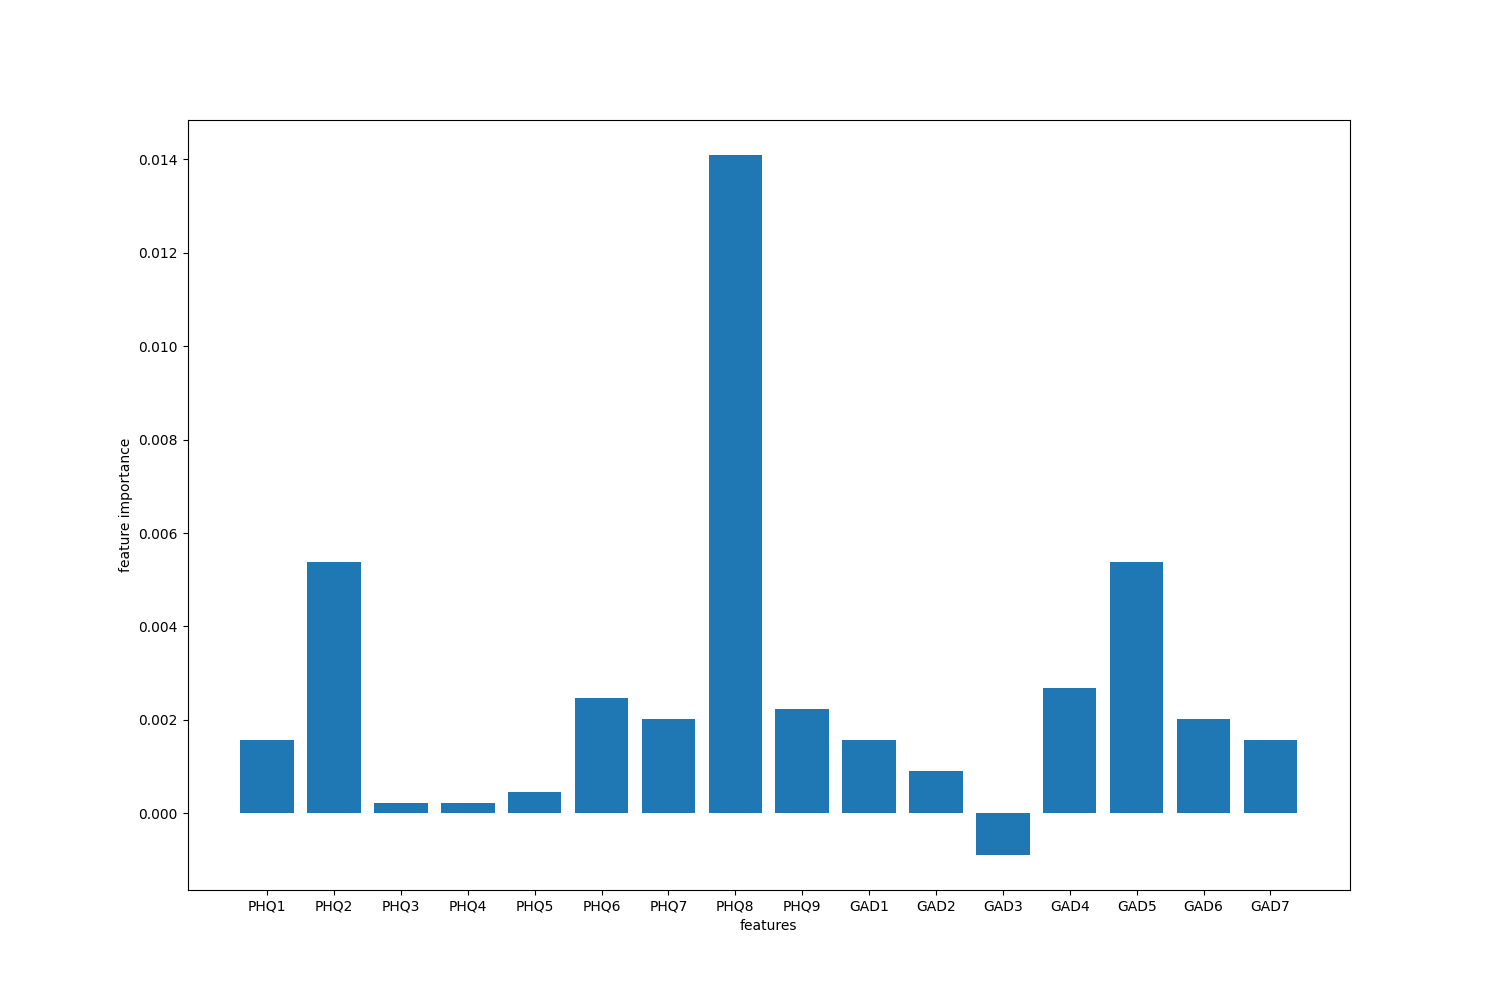 0.014
0.012
0.010
0.008
0.006
0.004
0.002
0.000
feature importance
PHQ1 PHQ2 PHQ3 PHQ4 PHQ5 PHQ6 PHQ7 PHQ8 PHQ9 GAD1 GAD2 GAD3 GAD4 GAD5 GAD6 GAD7
features